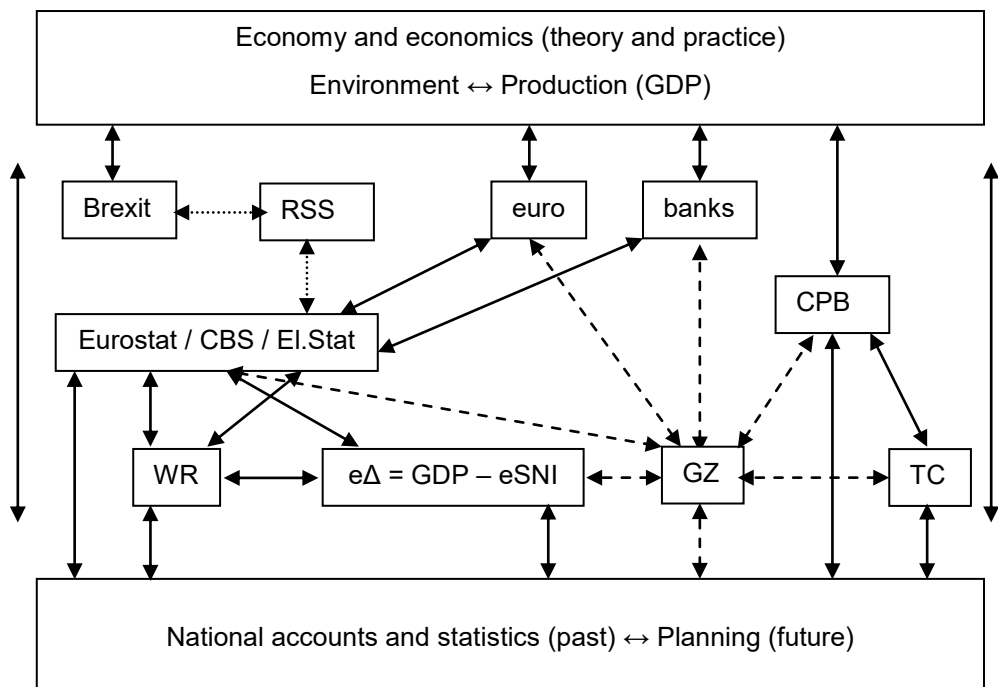 Economy and economics (theory and practice)
Environment ↔ Production (GDP)
Brexit
RSS
euro
banks
CPB
Eurostat / CBS / El.Stat
WR
eΔ = GDP – eSNI
GZ
TC
National accounts and statistics (past) ↔ Planning (future)